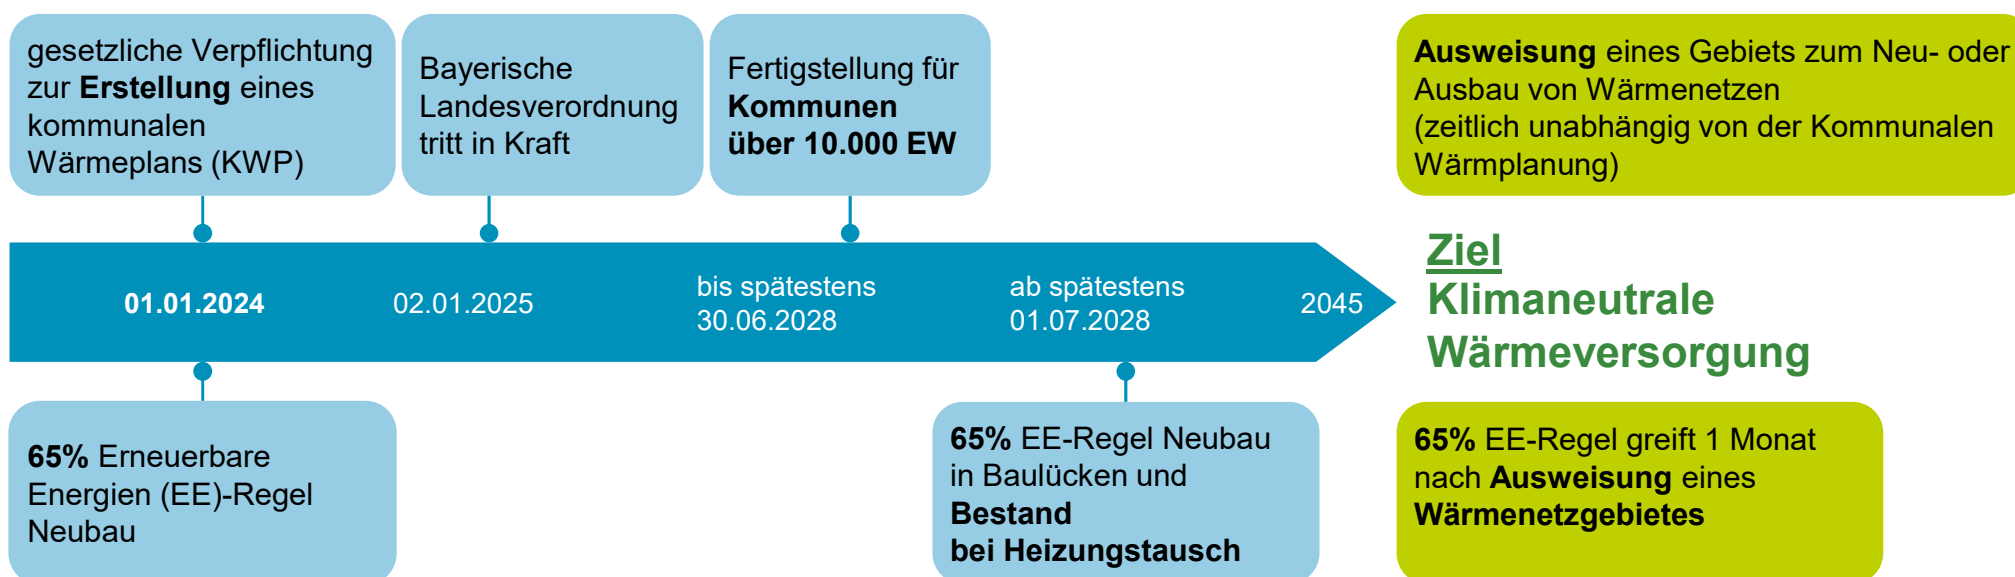 gesetzliche Verpflichtung
zur Erstellung eines
kommunalen
Wärmeplans (KWP)
Bayerische
Landesverordnung
tritt in Kraft
Fertigstellung für
Kommunen
über 10.000 EW
Ausweisung eines Gebiets zum Neu- oder
Ausbau von Wärmenetzen
(zeitlich unabhängig von der Kommunalen
Wärmplanung)
01.01.2024
02.01.2025
bis spätestens
30.06.2028
ab spätestens
01.07.2028
2045
Ziel
Klimaneutrale
Wärmeversorgung
65% Erneuerbare
Energien (EE)-Regel
Neubau
65% EE-Regel Neubau
in Baulücken und
Bestand
bei Heizungstausch
65% EE-Regel greift 1 Monat
nach Ausweisung eines
Wärmenetzgebietes